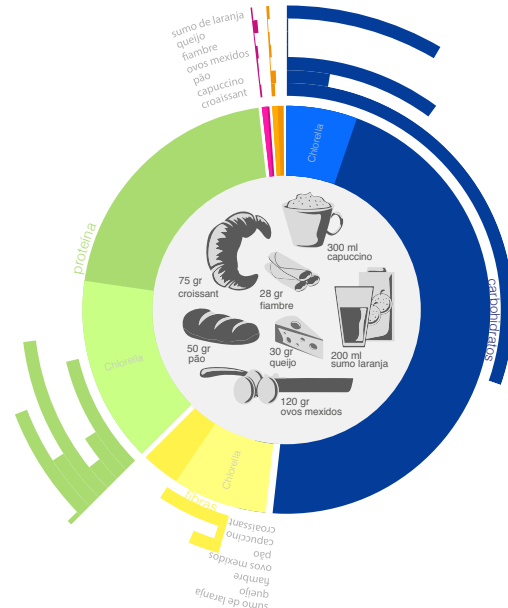 sumo de laranja
queijo
fiambre
ovos mexidos
pão
capuccino
croaissant
Chlorella
proteína
carbohidratos
300 ml
capuccino
75 gr
croissant
28 gr
fiambre
50 gr
pão
30 gr
queijo
200 ml
sumo laranja
120 gr
ovos mexidos
Chlorella
Chlorella
fibras
croaissant
capuccino
pão
ovos mexidos
fiambre
queijo
sumo de laranja